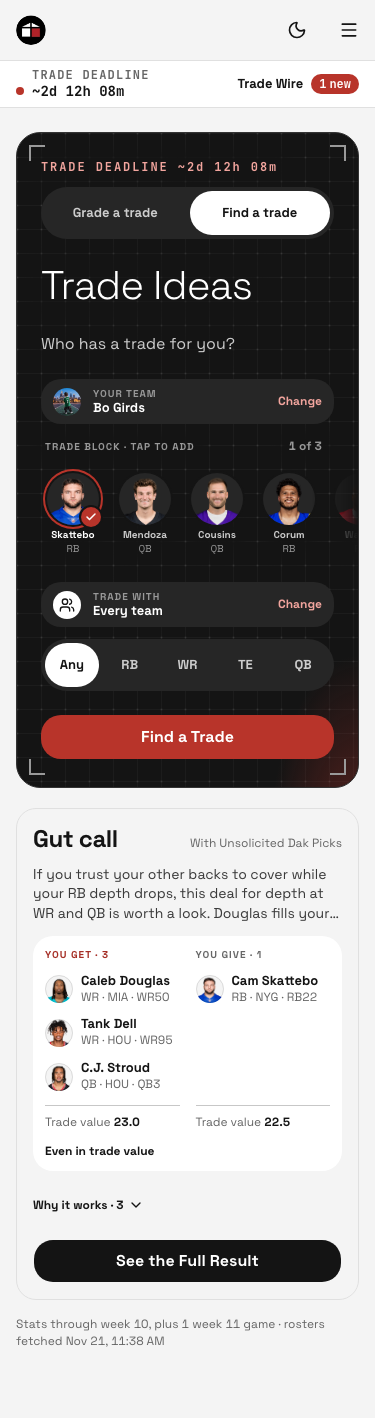 TRADE DEADLINE
~2d 12h 08m
Trade Wire
1 new
TRADE DEADLINE ~2d 12h 08m
Grade a trade
Find a trade
Trade Ideas
Who has a trade for you?
YOUR TEAM
Bo Girds
Change
TRADE BLOCK · TAP TO ADD
1 of 3
Skattebo
RB
Mendoza
QB
Cousins
QB
Corum
RB
TRADE WITH
Every team
Change
Any
RB
WR
TE
QB
Find a Trade
Gut call
With Unsolicited Dak Picks
If you trust your other backs to cover while
your RB depth drops, this deal for depth at
WR and QB is worth a look. Douglas fills your…
YOU GET · 3
Caleb Douglas
WR · MIA · WR50
Tank Dell
WR · HOU · WR95
C.J. Stroud
QB · HOU · QB3
Trade value 23.0
YOU GIVE · 1
Cam Skattebo
RB · NYG · RB22
Trade value 22.5
Even in trade value
Why it works · 3
See the Full Result
Stats through week 10, plus 1 week 11 game · rosters
fetched Nov 21, 11:38 AM